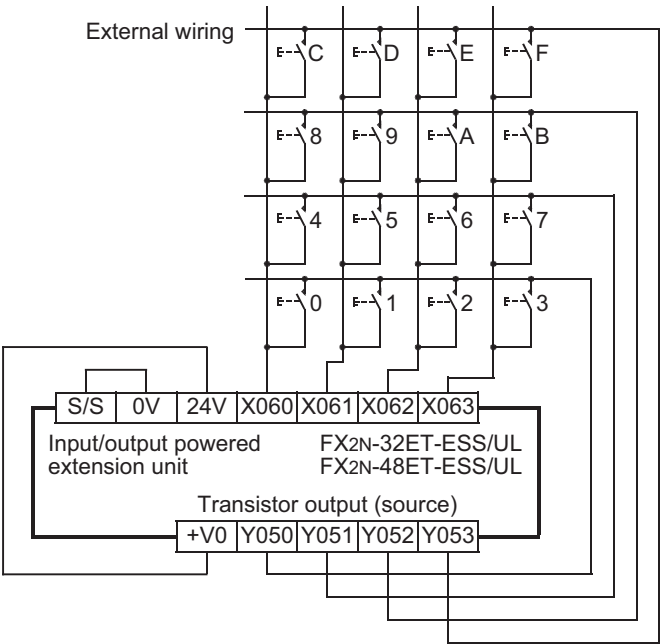 External wiring
C D E F
8 9 A B
4 5 6 7
0 1 2 3
S/S 0V 24V X060 X061 X062 X063
Input/output powered FX2N-32ET-ESS/UL
extension unit FX2N-48ET-ESS/UL
Transistor output (source)
+V0 Y050 Y051 Y052 Y053